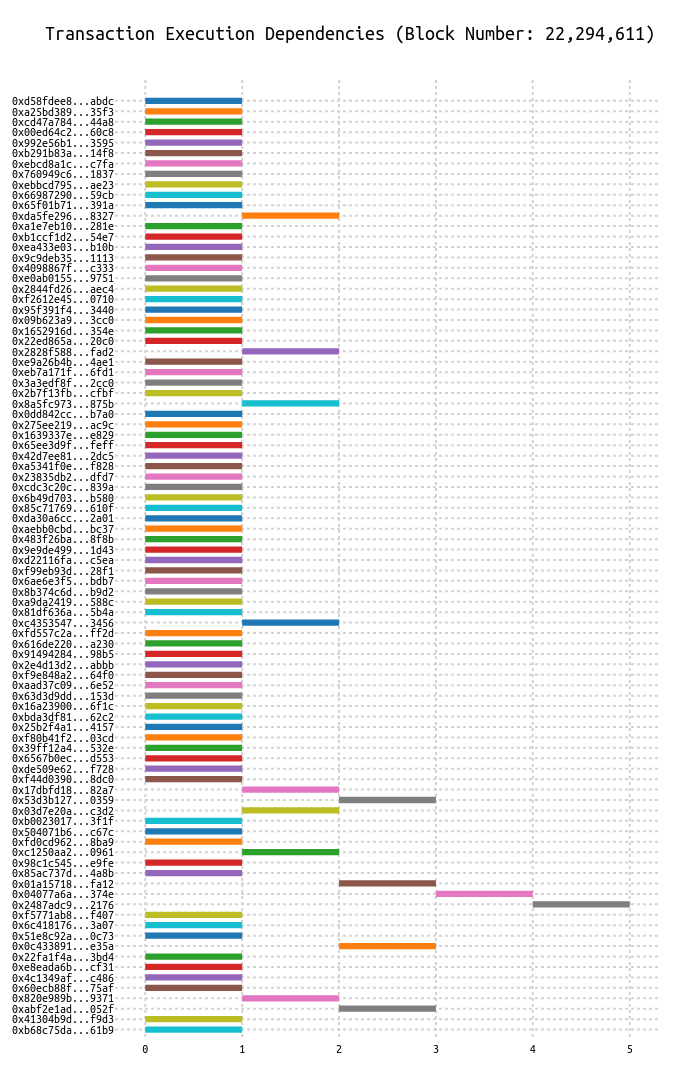 Transaction Execution Dependencies (Block Number: 22,294,611)
0xd58fdee8...abdc
0xa25bd389...35f3
0xcd47a784...44a8
0x00ed64c2...60c8
0x992e56b1...3595
0xb291b83a...14f8
0xebcd8a1c...c7fa
0x760949c6...1837
0xebbcd795...ae23
0x66987290...59cb
0x65f01b71...391a
0xda5fe296...8327
0xa1e7eb10...281e
0xb1ccf1d2...54e7
0xea433e03...b10b
0x9c9deb35...1113
0x4098867f...c333
0xe0ab0155...9751
0x2844fd26...aec4
0xf2612e45...0710
0x95f391f4...3440
0x09b623a9...3cc0
0x1652916d...354e
0x22ed865a...20c0
0x2828f588...fad2
0xe9a26b4b...4ae1
0xeb7a171f...6fd1
0x3a3edf8f...2cc0
0x2b7f13fb...cfbf
0x8a5fc973...875b
0x0dd842cc...b7a0
0x275ee219...ac9c
0x1639337e...e829
0x65ee3d9f...feff
0x42d7ee81...2dc5
0xa5341f0e...f828
0x23835db2...dfd7
0xcdc3c20c...839a
0x6b49d703...b580
0x85c71769...610f
0xda30a6cc...2a01
0xaebb0cbd...bc37
0x483f26ba...8f8b
0x9e9de499...1d43
0xd22116fa...c5ea
0xf99eb93d...28f1
0x6ae6e3f5...bdb7
0x8b374c6d...b9d2
0xa9da2419...588c
0x81df636a...5b4a
0xc4353547...3456
0xfd557c2a...ff2d
0x616de220...a230
0x91494284...98b5
0x2e4d13d2...abbb
0xf9e848a2...64f0
0xaad37c09...6e52
0x63d3d9dd...153d
0x16a23900...6f1c
0xbda3df81...62c2
0x25b2f4a1...4157
0xf80b41f2...03cd
0x39ff12a4...532e
0x6567b0ec...d553
0xde509e62...f728
0xf44d0390...8dc0
0x17dbfd18...82a7
0x53d3b127...0359
0x03d7e20a...c3d2
0xb0023017...3f1f
0x504071b6...c67c
0xfd0cd962...8ba9
0xc1250aa2...0961
0x98c1c545...e9fe
0x85ac737d...4a8b
0x01a15718...fa12
0x04077a6a...374e
0x2487adc9...2176
0xf5771ab8...f407
0x6c418176...3a07
0x51e8c92a...0c73
0x0c433891...e35a
0x22fa1f4a...3bd4
0xe8eada6b...cf31
0x4c1349af...c486
0x60ecb88f...75af
0x820e989b...9371
0xabf2e1ad...052f
0x41304b9d...f9d3
0xb68c75da...61b9
0 1 2 3 4 5